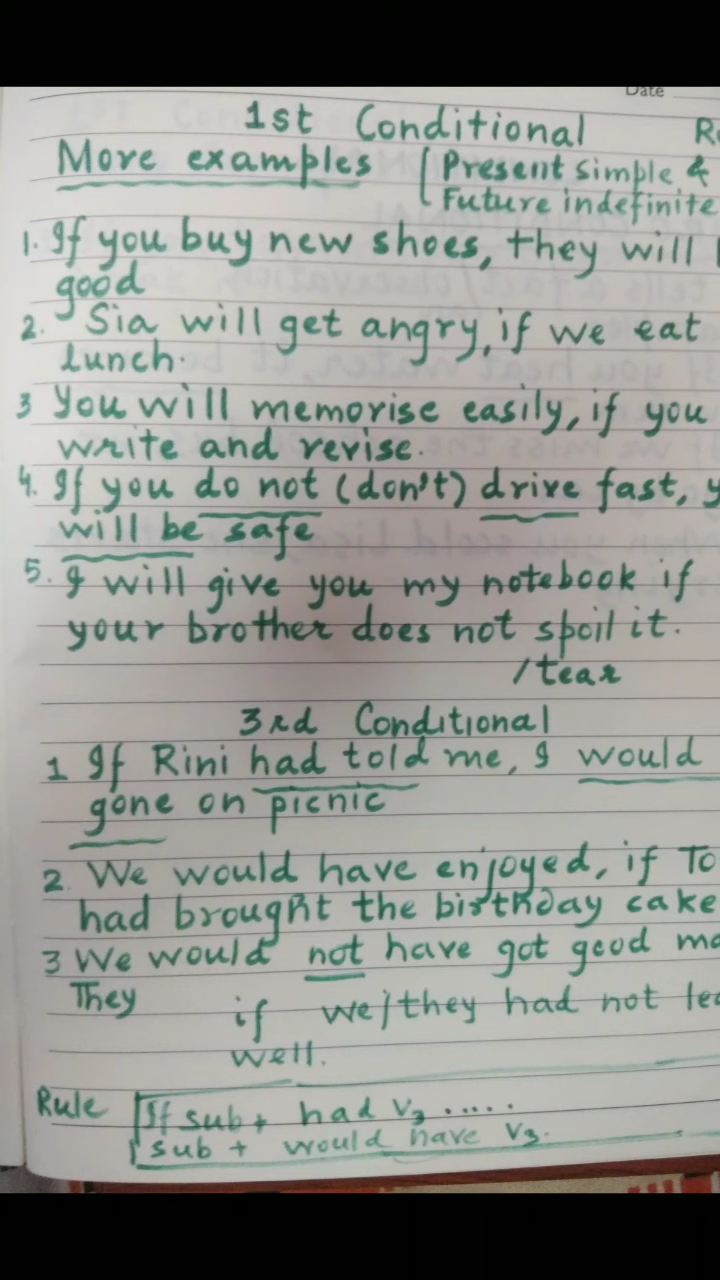 Date
1st Conditional
More examples [Present simple &
Future indefinite
1. If you buy new shoes, they will
good
2. Sia will get angry, if we eat
lunch.
3 You will memorise easily, if you
write and revise.
4. If you do not (don't) drive fast,
will be safe
5. I will give you my notebook if
your brother does not spoil it.
/tear
3rd Conditional
1 If Rini had told me, I would
gone on picnic
2. We would have enjoyed, if
had brought the birthday cake
3 We would not have got good
They if we/they had not
well.
Rule If sub+ had V3 .....
sub + would have V3.